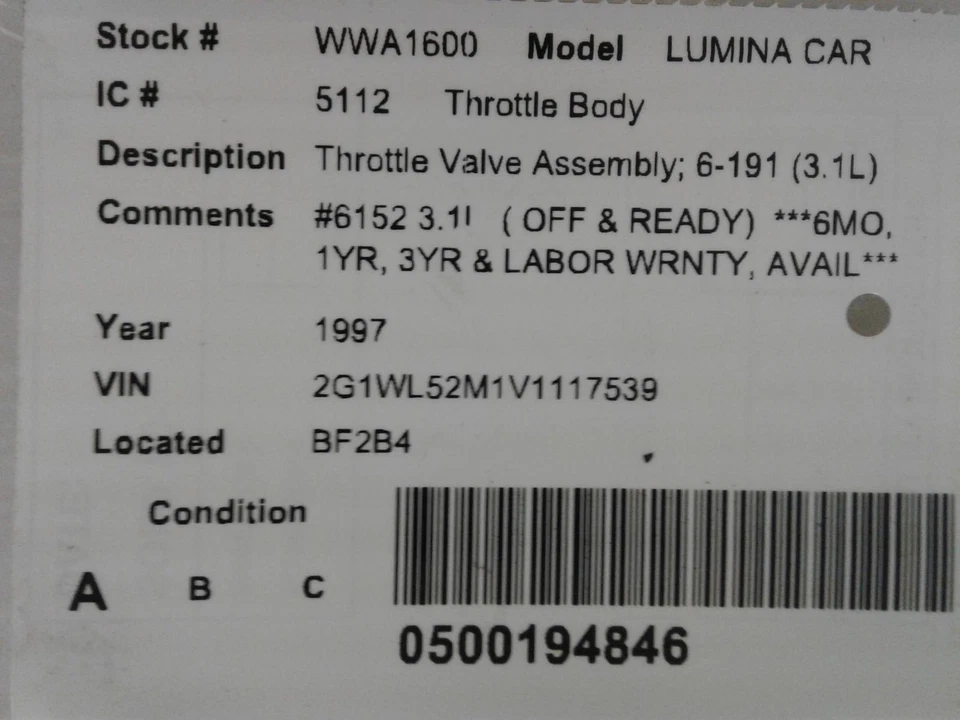 Stock # WWA1600 Model LUMINA CAR
IC # 5112 Throttle Body
Description Throttle Valve Assembly; 6-191 (3.1L)
Comments #6152 3.1l ( OFF & READY) ***6MO,
1YR, 3YR & LABOR WRNTY, AVAIL***
Year 1997
VIN 2G1WL52M1V1117539
Located BF2B4
Condition
A B C
0500194846